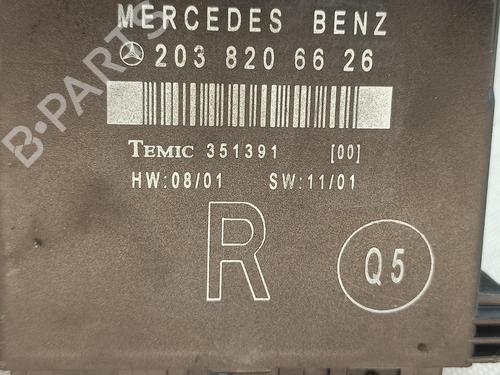 MERCEDES BENZ
203 820 66 26
TEMIC 351391 [00]
HW:08/01 SW:11/01
R
Q5
B-PARTS